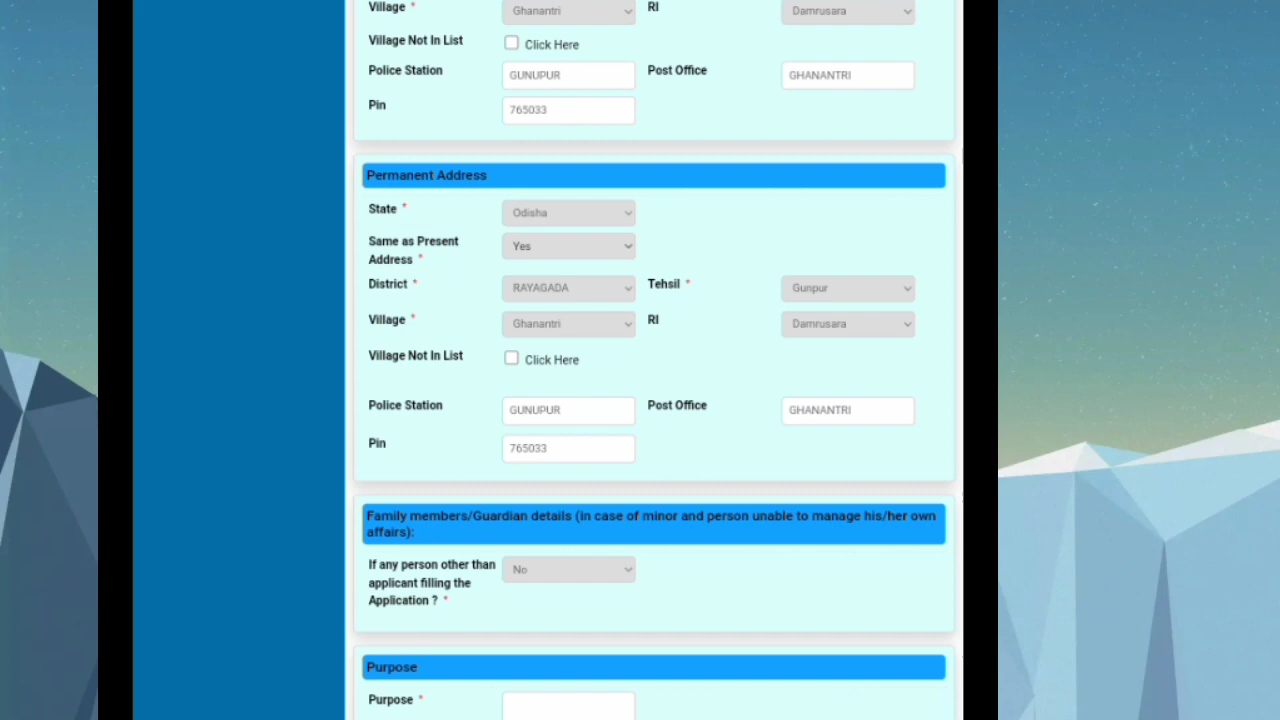 Village * Ghanantri RI Damrusara
Village Not In List Click Here
Police Station GUNUPUR Post Office GHANANTRI
Pin 765033
Permanent Address
State * Odisha
Same as Present Address * Yes
District * RAYAGADA Tehsil * Gunpur
Village * Ghanantri RI Damrusara
Village Not In List Click Here
Police Station GUNUPUR Post Office GHANANTRI
Pin 765033
Family members/Guardian details (in case of minor and person unable to manage his/her own
affairs):
If any person other than No
applicant filling the
Application ? *
Purpose
Purpose *